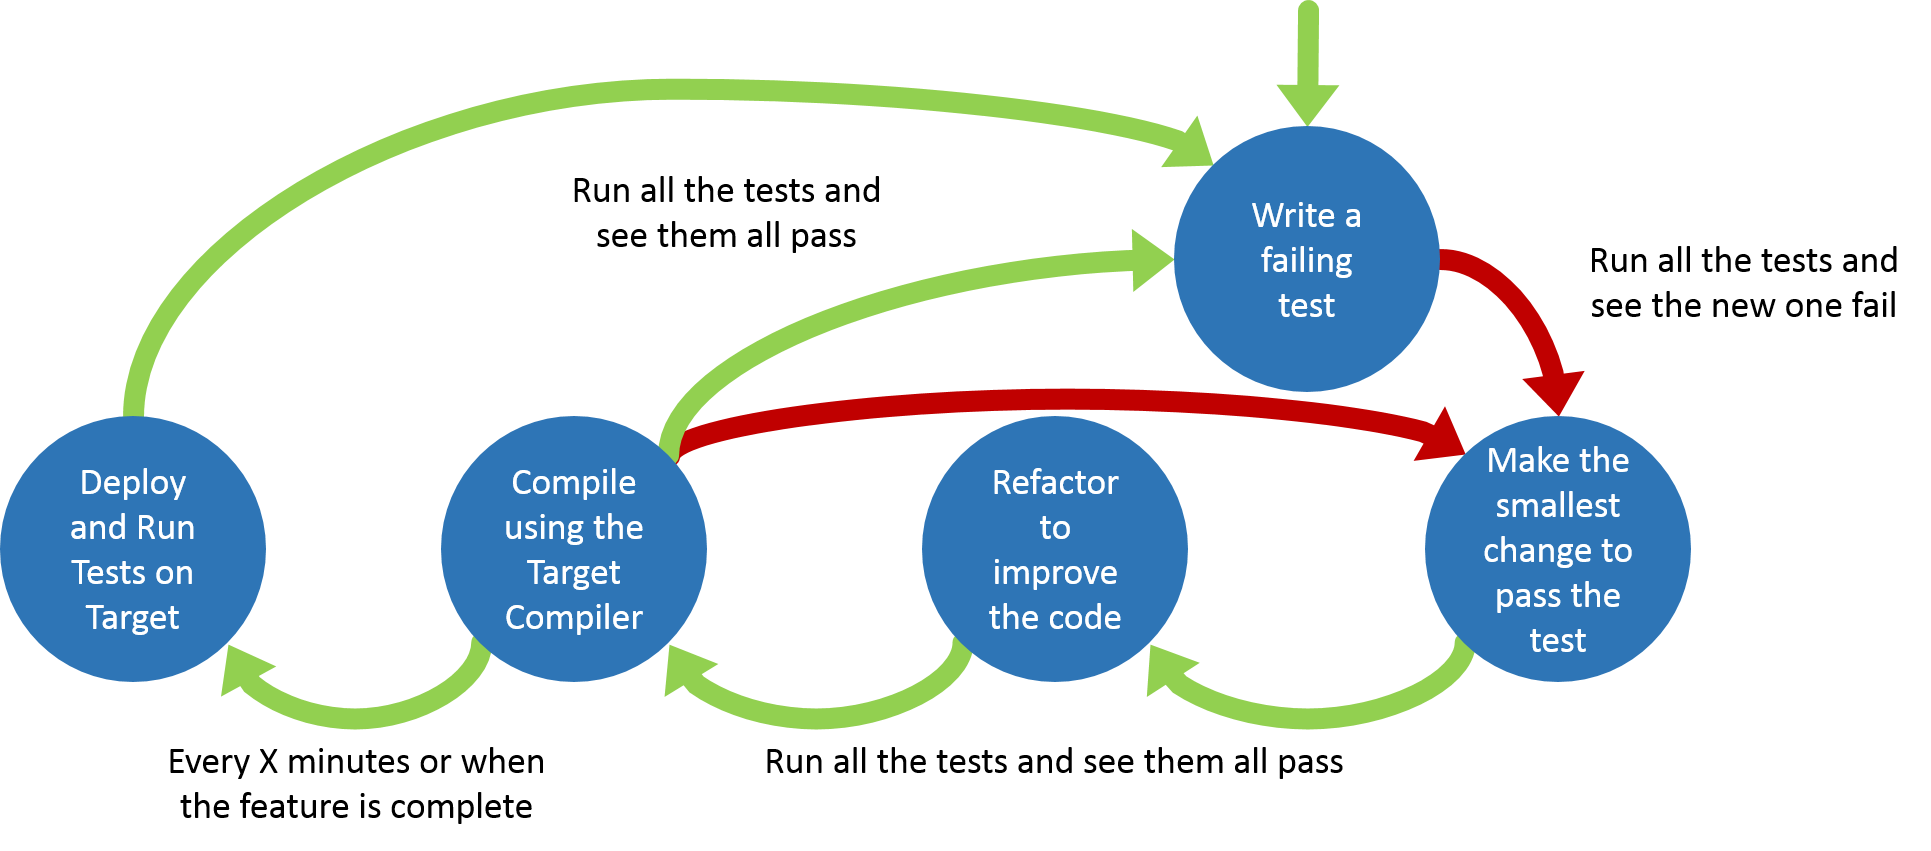 Run all the tests and
see them all pass
Write a
failing
test
Run all the tests and
see the new one fail
Deploy
and Run
Tests on
Target
Compile
using the
Target
Compiler
Refactor
to
improve
the code
Make the
smallest
change to
pass the
test
Every X minutes or when
the feature is complete
Run all the tests and see them all pass